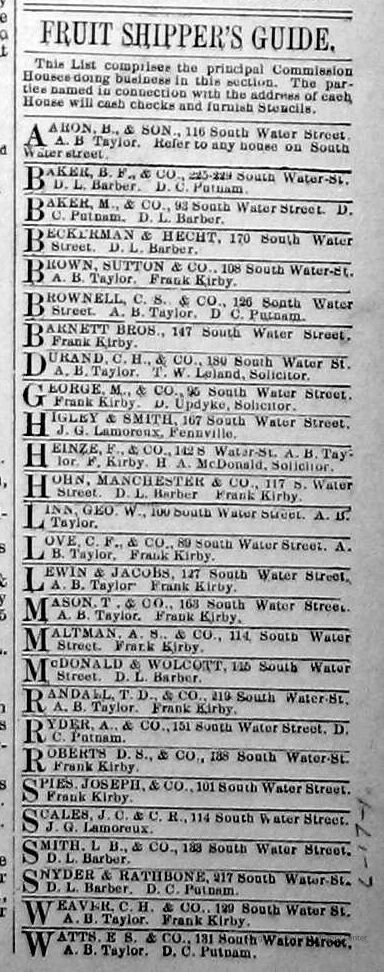 FRUIT SHIPPER'S GUIDE.
This List comprises the principal Commission
Houses doing business in this section. The par-
ties named in connection with the address of each
House will cash checks and furnish Stencils.
AARON, B., & SON., 116 South Water Street.
A. B Taylor. Refer to any house on South
Water street.
BAKER, B. F., & CO., 225-229 South Water-St.
D. L. Barber. D. C. Putnam.
BAKER, M., & CO., 93 South Water Street. D.
C. Putnam. D. L. Barber.
BECKERMAN & HECHT, 170 South Water
Street. D. L. Barber.
BROWN, SUTTON & CO., 108 South Water-St.
A. B. Taylor. Frank Kirby.
BROWNELL, C. S. & CO., 126 South Water
Street. A. B. Taylor. D C. Putnam.
BARNETT BROS., 147 South Water Street.
Frank Kirby.
DURAND, C. H., & CO., 180 South Water St.
A. B. Taylor. T. W. Leland, Solicitor.
GEORGE, M., & CO., 95 South Water Street.
Frank Kirby. D. Updyke, Solicitor.
HIGLEY & SMITH, 167 South Water Street.
J. G. Lamoreux, Fennville.
HEINZE, F., & CO., 142 S Water-St. A. B. Tay-
lor. F. Kirby. H. A. McDonald, Solicitor.
HOHN, MANCHESTER & CO., 117 S. Water
Street. D. L. Barber Frank Kirby.
LINN, GEO. W., South Water Street. A. B.
Taylor.
LOVE, C. F., & CO., 89 South Water Street. A.
B. Taylor. Frank Kirby.
LEWIN & JACOBS, 127 South Water Street.
A. B. Taylor Frank Kirby.
MASON, T., & CO., 163 South Water Street.
A. B. Taylor. Frank Kirby.
MALTMAN, A. S., & CO., 114, South Water
Street. Frank Kirby.
McDONALD & WOLCOTT, South Water
Street. D. L. Barber.
RANDALL, T. D., & CO., 219 South Water-St.
A. B. Taylor. Frank Kirby.
RYDER, A., & CO., 151 South Water Street. D.
C. Putnam.
ROBERTS D. S., & CO., 138 South Water-St.
Frank Kirby.
SPIES, JOSEPH, & CO., 101 South Water Street.
Frank Kirby.
SCALES, J. C. & C. R., 114 South Water Street.
J. G. Lamoreux.
SMITH, L B., & CO., 133 South Water Street.
D. L. Barber.
SNYDER & RATHBONE, 217 South Water-St.
D. L. Barber. D. C. Putnam.
WEAVER, C. H. & CO., 129 South Water St.
A. B. Taylor. Frank Kirby.
WATTS, E S. & CO., 131 South Water Street.
A. B. Taylor. D. C. Putnam.